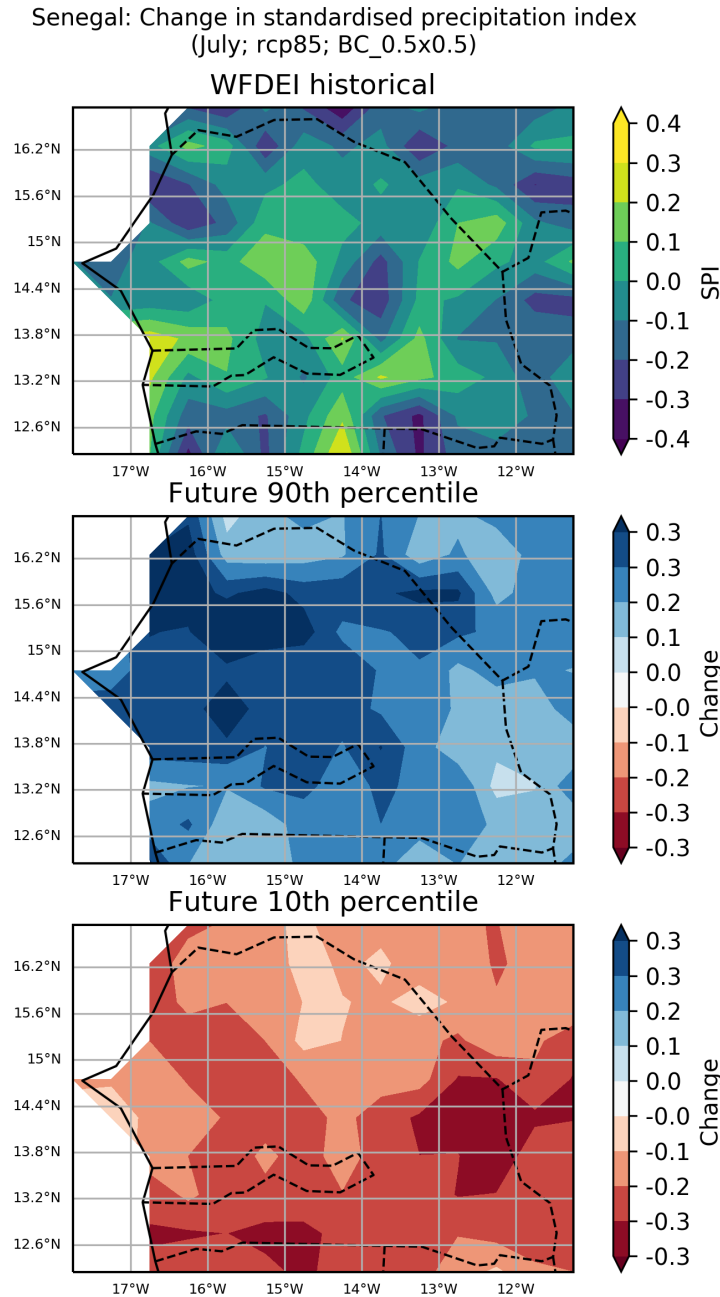 Senegal: Change in standardised precipitation index
(July; rcp85; BC_0.5x0.5)
WFDEI historical
16.2°N
15.6°N
15°N
14.4°N
13.8°N
13.2°N
12.6°N
17°W 16°W 15°W 14°W 13°W 12°W
0.4
0.3
0.2
0.1
0.0
-0.1
-0.2
-0.3
-0.4
SPI
Future 90th percentile
16.2°N
15.6°N
15°N
14.4°N
13.8°N
13.2°N
12.6°N
17°W 16°W 15°W 14°W 13°W 12°W
0.3
0.3
0.2
0.1
0.0
-0.0
-0.1
-0.2
-0.3
-0.3
Change
Future 10th percentile
16.2°N
15.6°N
15°N
14.4°N
13.8°N
13.2°N
12.6°N
17°W 16°W 15°W 14°W 13°W 12°W
0.3
0.3
0.2
0.1
0.0
-0.0
-0.1
-0.2
-0.3
-0.3
Change